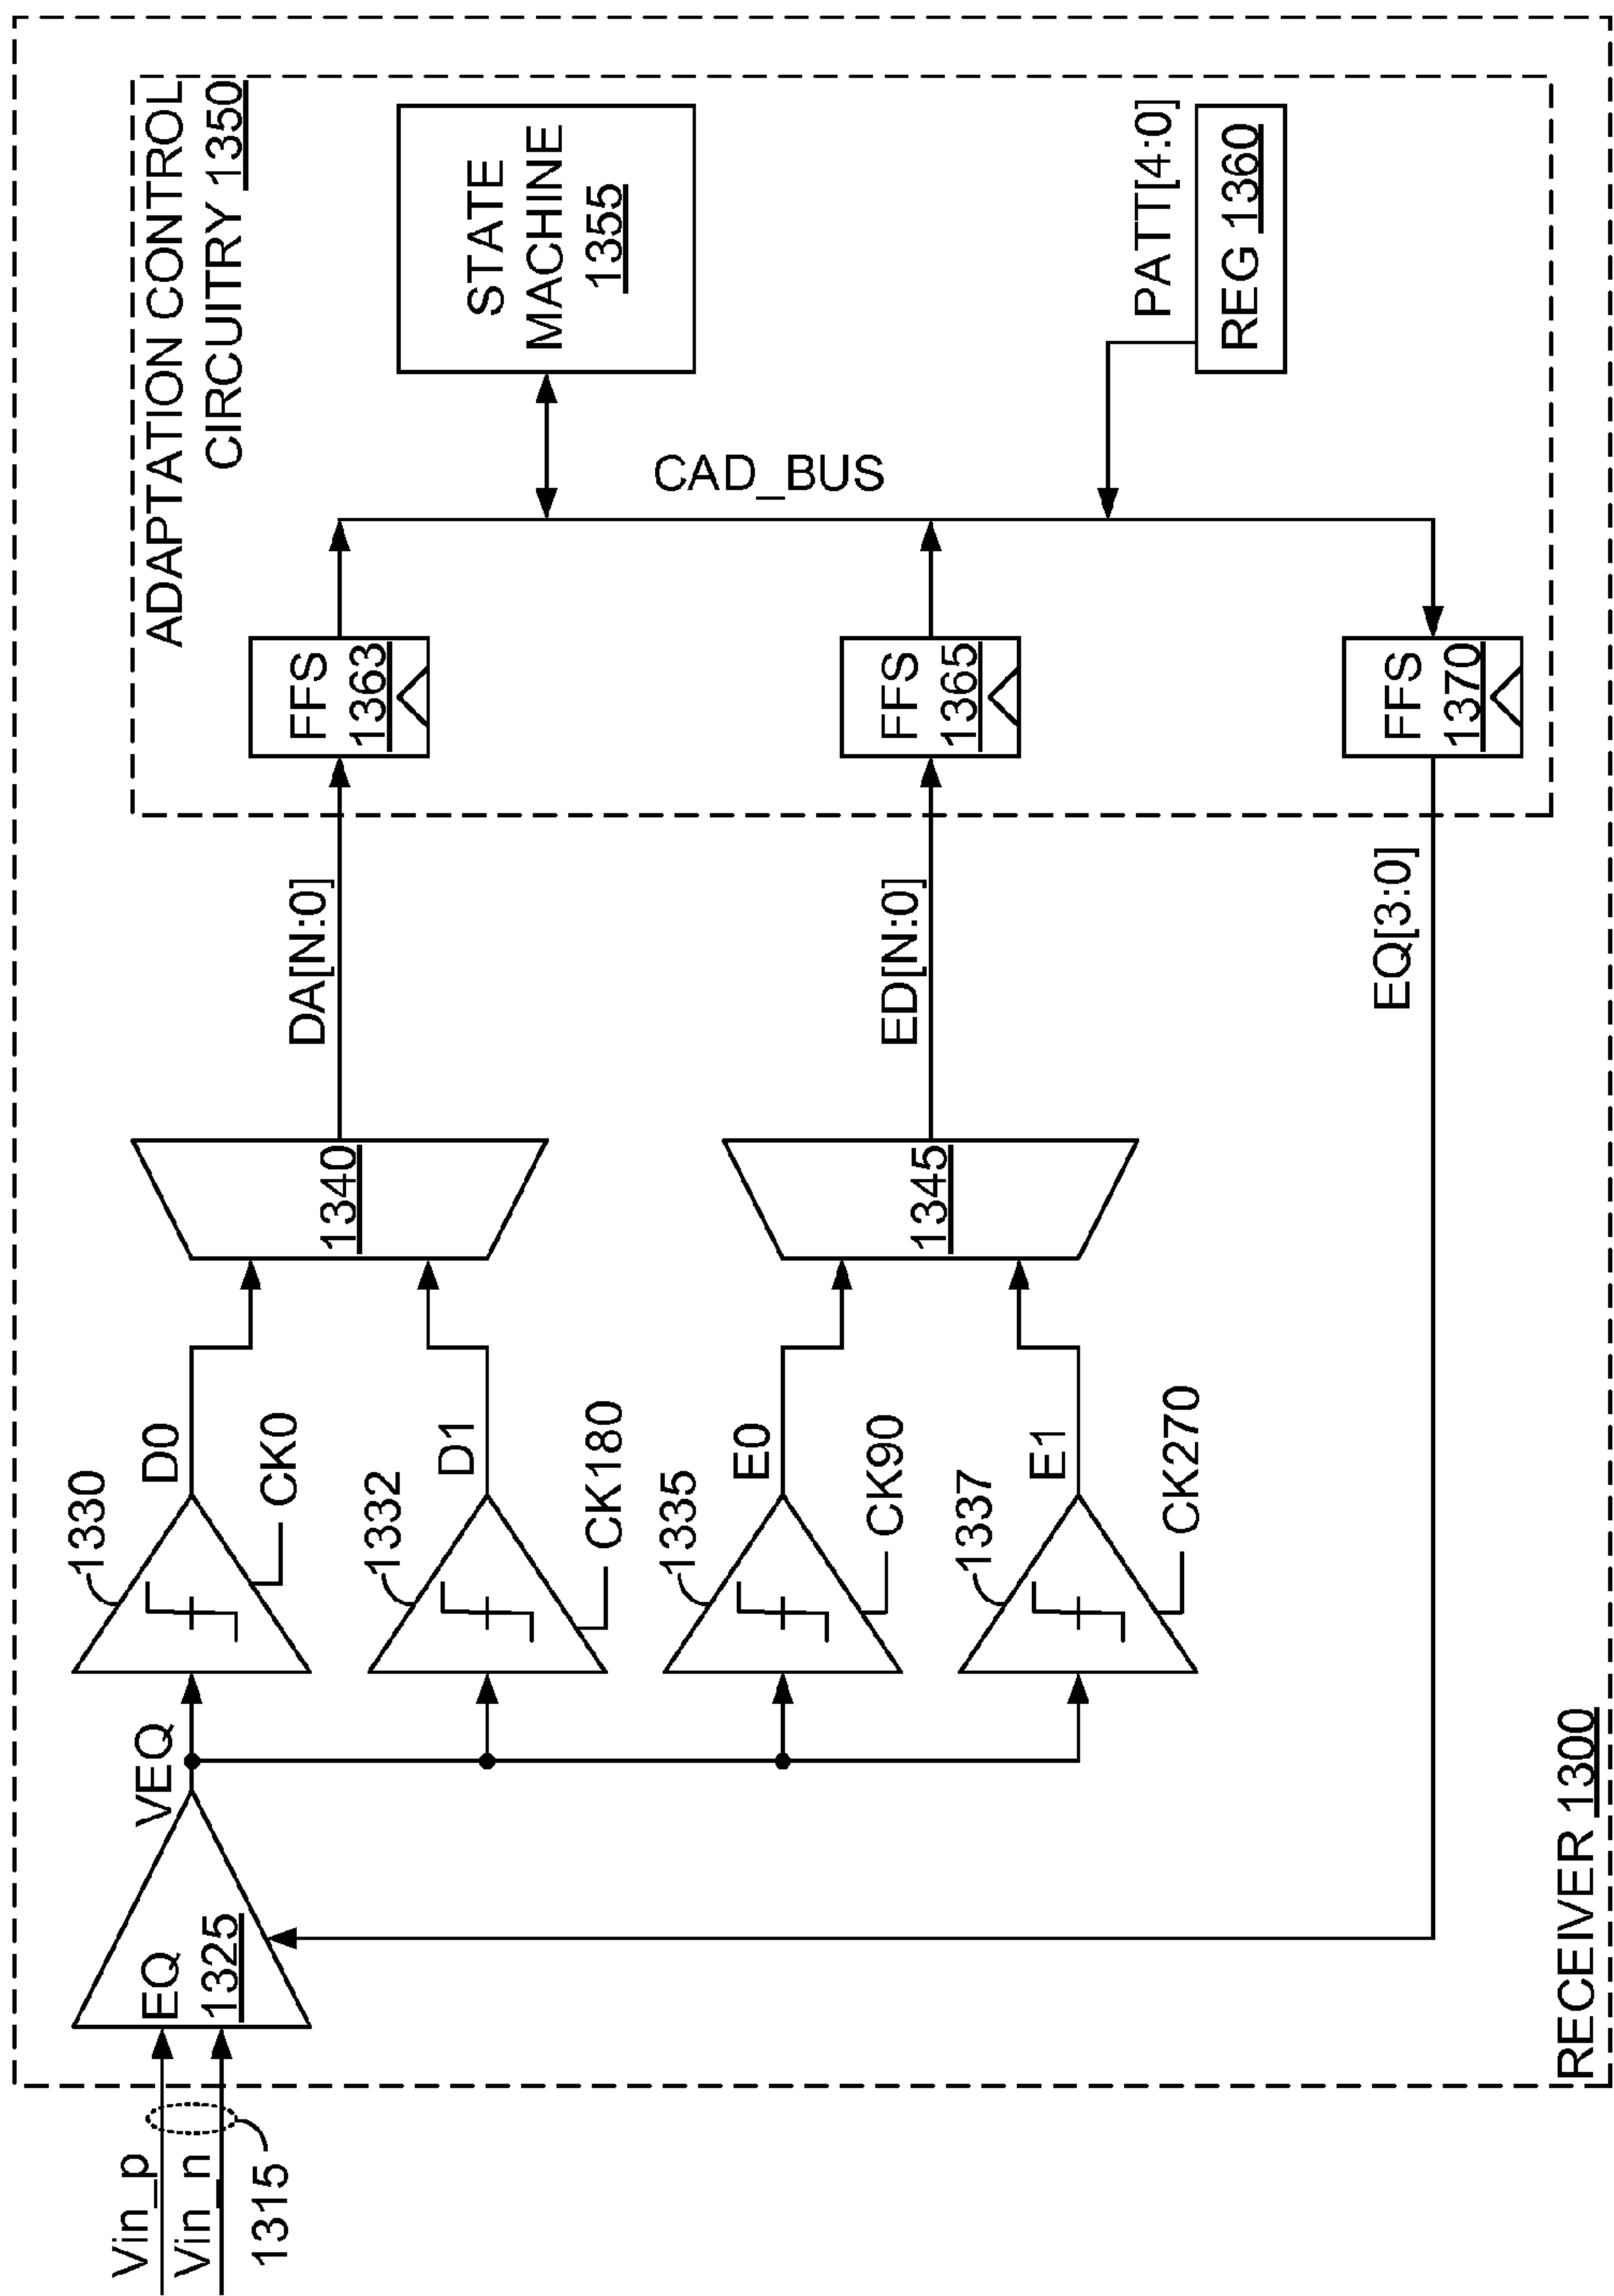 ADAPTATION CONTROL
CIRCUITRY 1350
Vin_p
Vin_n
1315
EQ
1325
VEQ
1330
D0
CK0
1332
D1
CK180
1335
E0
CK90
1337
E1
CK270
1340
1345
DA[N:0]
ED[N:0]
EQ[3:0]
FFS
1363
FFS
1365
FFS
1370
CAD_BUS
STATE
MACHINE
1355
PATT[4:0]
REG 1360
RECEIVER 1300